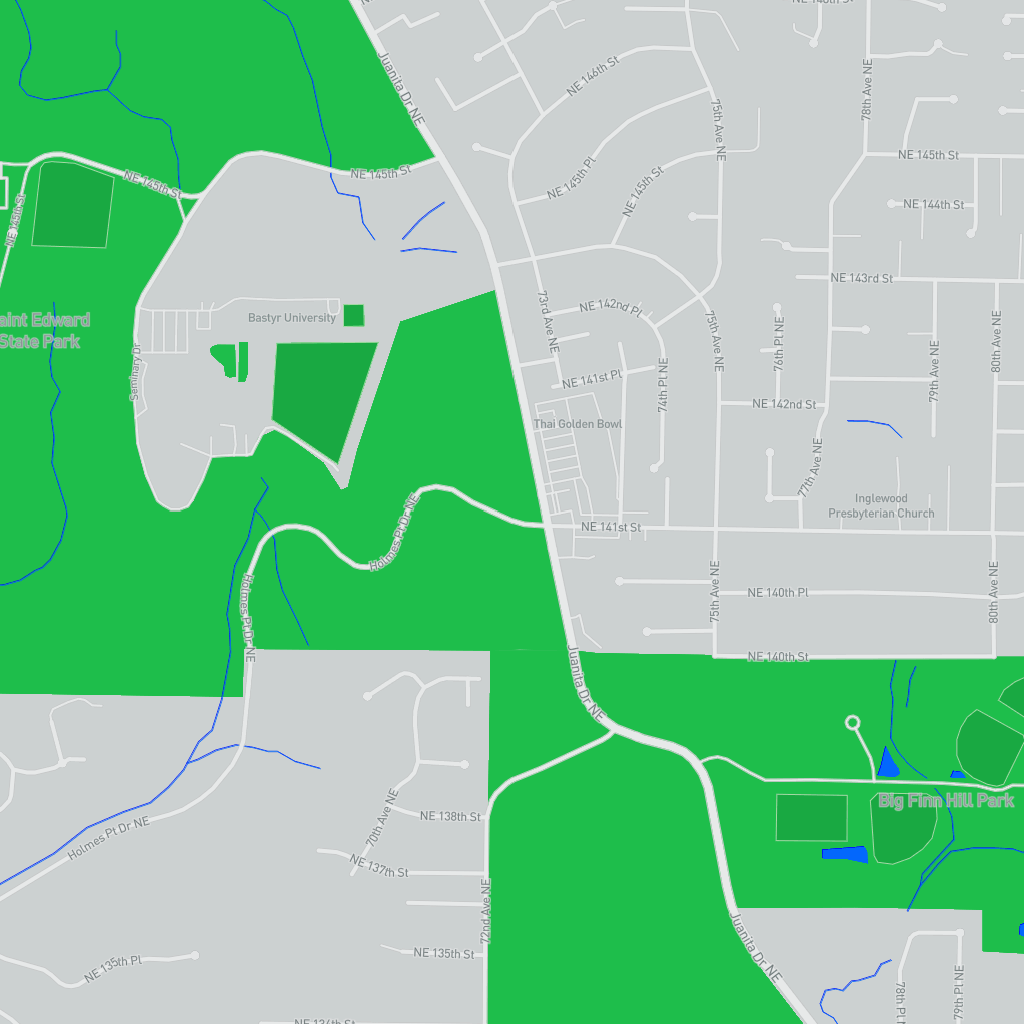 Juanita Dr NE
NE 146th St
75th Ave NE
78th Ave NE
NE 145th St
NE 145th St
NE 145th St
NE 145th Pl
NE 145th St
NE 144th St
NE 145th St
NE 143rd St
Bastyr University
73rd Ave NE
NE 142nd Pl
75th Ave NE
76th Pl NE
79th Ave NE
80th Ave NE
State Park
Seminary Dr
NE 141st Pl
74th Pl NE
NE 142nd St
Thai Golden Bowl
77th Ave NE
Inglewood
Presbyterian Church
Holmes Pt Dr NE
NE 141st St
Holmes Pt Dr NE
75th Ave NE
NE 140th Pl
80th Ave NE
NE 140th St
Juanita Dr NE
Big Finn Hill Park
70th Ave NE
NE 138th St
Holmes Pt Dr NE
NE 137th St
72nd Ave NE
Juanita Dr NE
NE 135th St
NE 135th Pl
79th Pl NE
NE 134th St